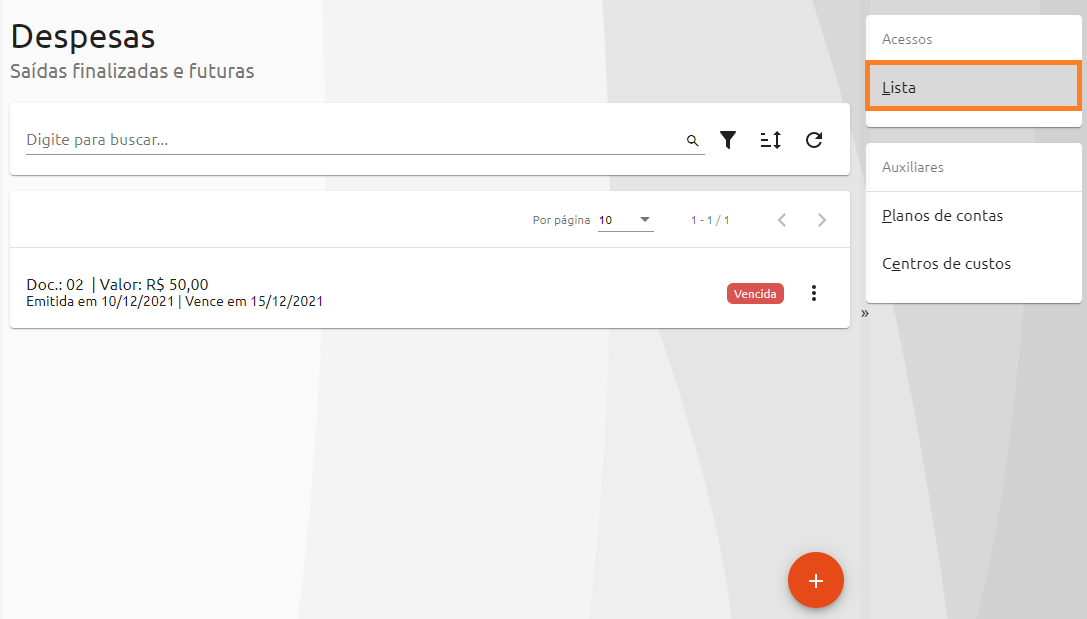 Despesas
Saídas finalizadas e futuras
Digite para buscar...
Por página 10 1 - 1 / 1
Doc.: 02 | Valor: R$ 50,00
Emitida em 10/12/2021 | Vence em 15/12/2021
Vencida
Acessos
Lista
Auxiliares
Planos de contas
Centros de custos
»